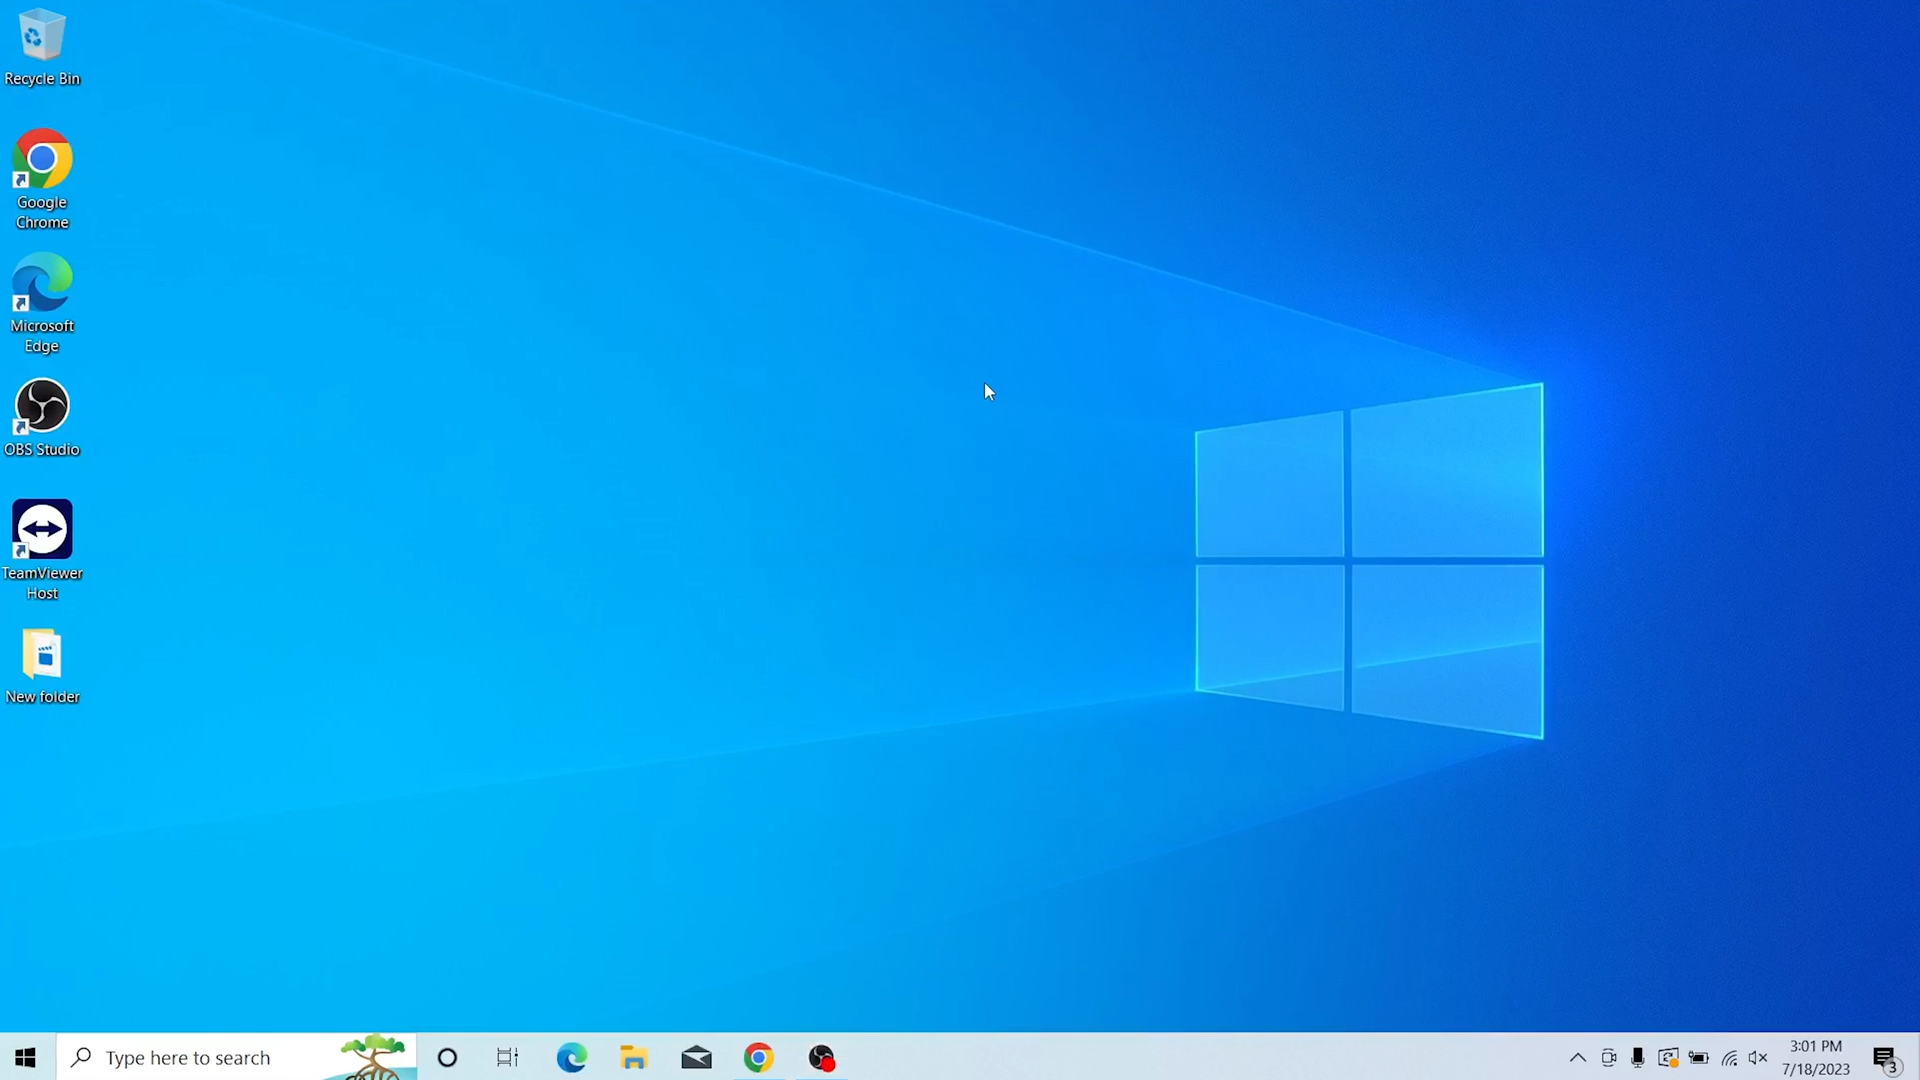 Recycle Bin
Google
Chrome
Microsoft
Edge
OBS Studio
TeamViewer
Host
New folder
Type here to search
3:01 PM
7/18/2023
3